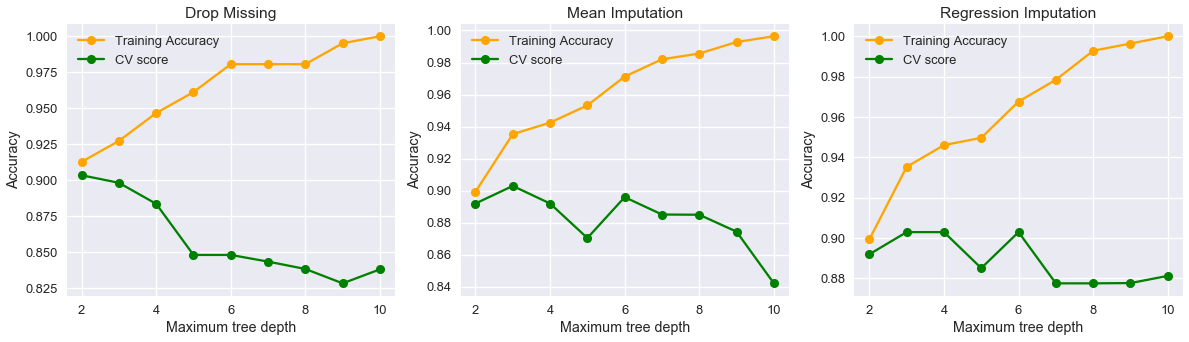 Drop Missing
Training Accuracy
CV score
1.000
0.975
0.950
0.925
0.900
0.875
0.850
0.825
Accuracy
2 4 6 8 10
Maximum tree depth
Mean Imputation
Training Accuracy
CV score
1.00
0.98
0.96
0.94
0.92
0.90
0.88
0.86
0.84
Accuracy
2 4 6 8 10
Maximum tree depth
Regression Imputation
Training Accuracy
CV score
1.00
0.98
0.96
0.94
0.92
0.90
0.88
Accuracy
2 4 6 8 10
Maximum tree depth